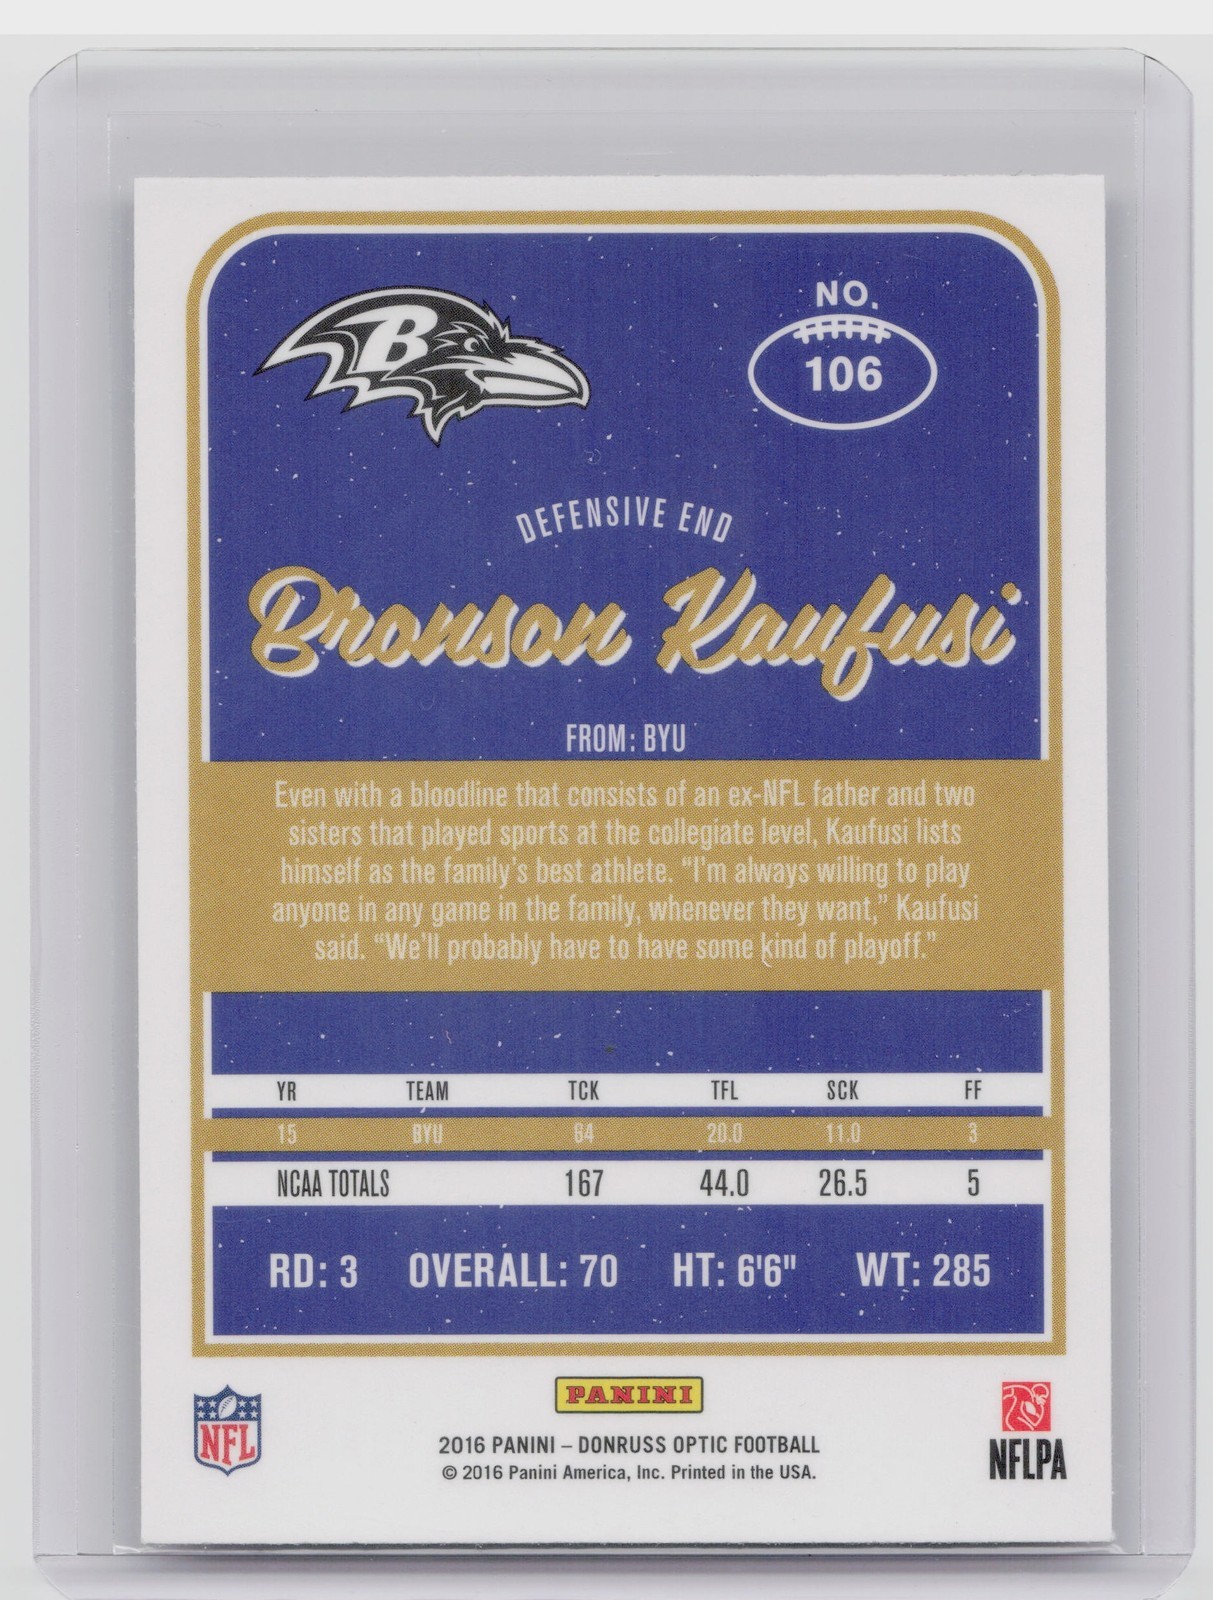 B
NO.
106
DEFENSIVE END
Bronson Kaufusi
FROM: BYU
Even with a bloodline that consists of an ex-NFL father and two
sisters that played sports at the collegiate level, Kaufusi lists
himself as the family's best athlete. “I'm always willing to play
anyone in any game in the family, whenever they want,” Kaufusi
said. “We'll probably have to have some kind of playoff.”
YR TEAM TCK TFL SCK FF
15 BYU 64 20.0 11.0 3
NCAA TOTALS 167 44.0 26.5 5
RD: 3 OVERALL: 70 HT: 6'6" WT: 285
NFL
PANINI
2016 PANINI – DONRUSS OPTIC FOOTBALL
© 2016 Panini America, Inc. Printed in the USA.
NFLPA